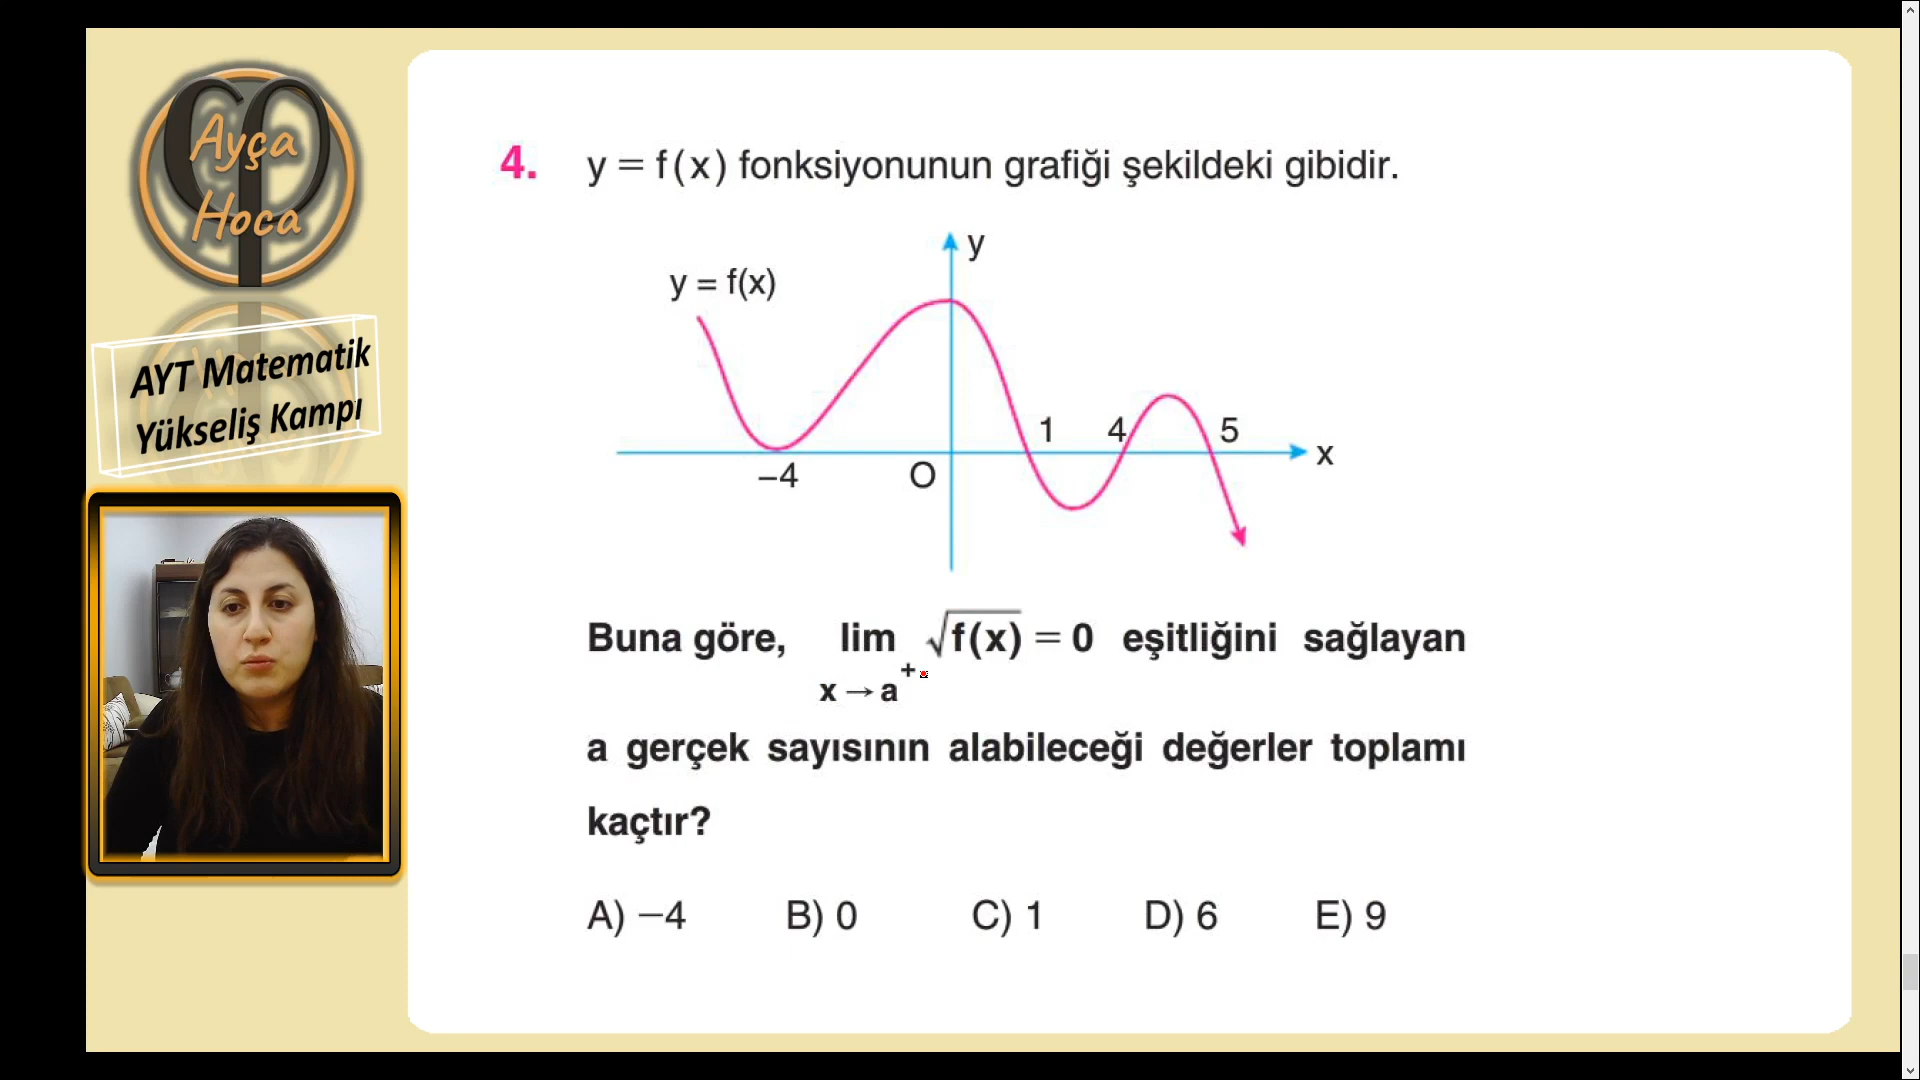 Ayça
Hoca
AYT Matematik
Yükseliş Kampı
4. y = f(x) fonksiyonunun grafiği şekildeki gibidir.
y
y = f(x)
1 4 5
x
−4 O
Buna göre, lim √f(x) = 0 eşitliğini sağlayan
x → a⁺
a gerçek sayısının alabileceği değerler toplamı
kaçtır?
A) −4 B) 0 C) 1 D) 6 E) 9